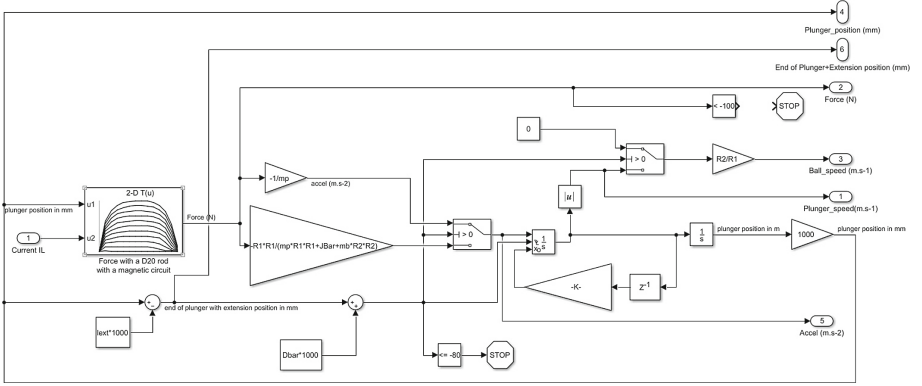 4
Plunger_position (mm)
6
End of Plunger+Extension position (mm)
2
Force (N)
< -100
STOP
0
> 0
R2/R1
3
Ball_speed (m.s-1)
-1/mp
accel (m.s-2)
|u|
1
Plunger_speed(m.s-1)
2-D T(u)
u1
u2
plunger position in mm
1
Current IL
Force (N)
Force with a D20 rod
with a magnetic circuit
-R1*R1/(mp*R1*R1+JBar+mb*R2*R2)
> 0
1
s
xo
1
s
plunger position in m
1000
plunger position in mm
-K-
Z-1
end of plunger with extension position in mm
lext*1000
Dbar*1000
<= -80
STOP
5
Accel (m.s-2)